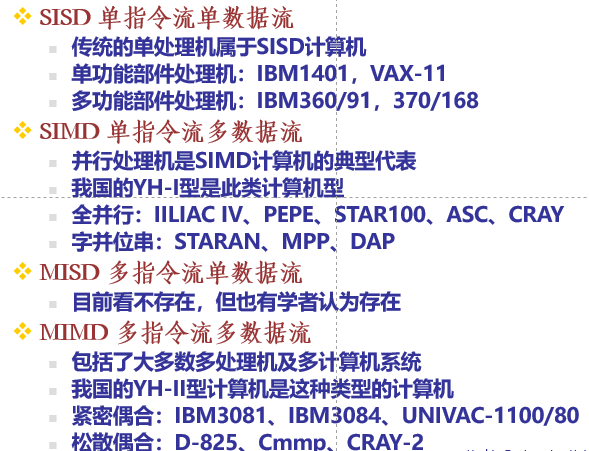 SISD 单指令流单数据流
传统的单处理机属于SISD计算机
单功能部件处理机：IBM1401，VAX-11
多功能部件处理机：IBM360/91，370/168
SIMD 单指令流多数据流
并行处理机是SIMD计算机的典型代表
我国的YH-I型是此类计算机型
全并行：IILIAC IV、PEPE、STAR100、ASC、CRAY
字并位串：STARAN、MPP、DAP
MISD 多指令流单数据流
目前看不存在，但也有学者认为存在
MIMD 多指令流多数据流
包括了大多数多处理机及多计算机系统
我国的YH-II型计算机是这种类型的计算机
紧密偶合：IBM3081、IBM3084、UNIVAC-1100/80
松散偶合：D-825、Cmmp、CRAY-2